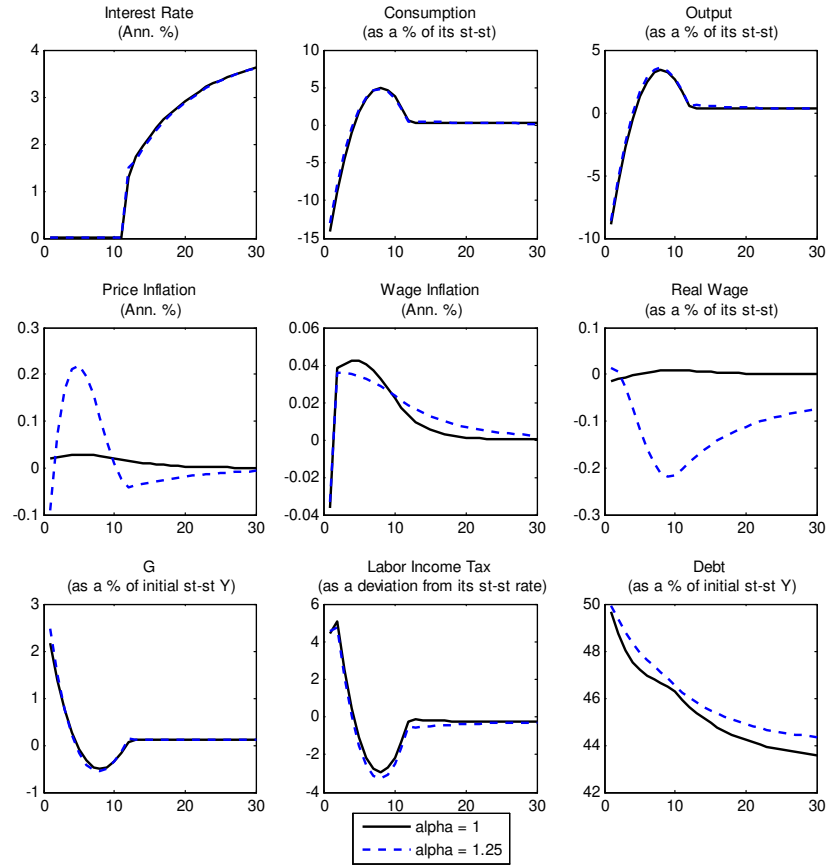 Interest Rate
(Ann. %)
4
3
2
1
0
0 10 20 30
Consumption
(as a % of its st-st)
10
5
0
-5
-10
-15
0 10 20 30
Output
(as a % of its st-st)
5
0
-5
-10
0 10 20 30
Price Inflation
(Ann. %)
0.3
0.2
0.1
0
-0.1
0 10 20 30
Wage Inflation
(Ann. %)
0.06
0.04
0.02
0
-0.02
-0.04
0 10 20 30
Real Wage
(as a % of its st-st)
0.1
0
-0.1
-0.2
-0.3
0 10 20 30
G
(as a % of initial st-st Y)
3
2
1
0
-1
0 10 20 30
Labor Income Tax
(as a deviation from its st-st rate)
6
4
2
0
-2
-4
0 10 20 30
Debt
(as a % of initial st-st Y)
50
48
46
44
42
0 10 20 30
alpha = 1
alpha = 1.25